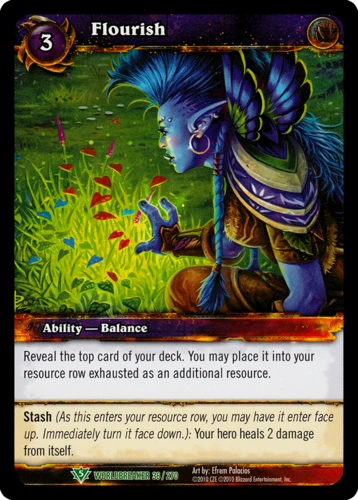 3
Flourish
Ability — Balance
Reveal the top card of your deck. You may place it into your
resource row exhausted as an additional resource.
Stash (As this enters your resource row, you may have it enter face
up. Immediately turn it face down.): Your hero heals 2 damage
from itself.
5
WORLDBREAKER 36 / 270
Art by: Efrem Palacios
©2010 CZE ©2010 Blizzard Entertainment, Inc.